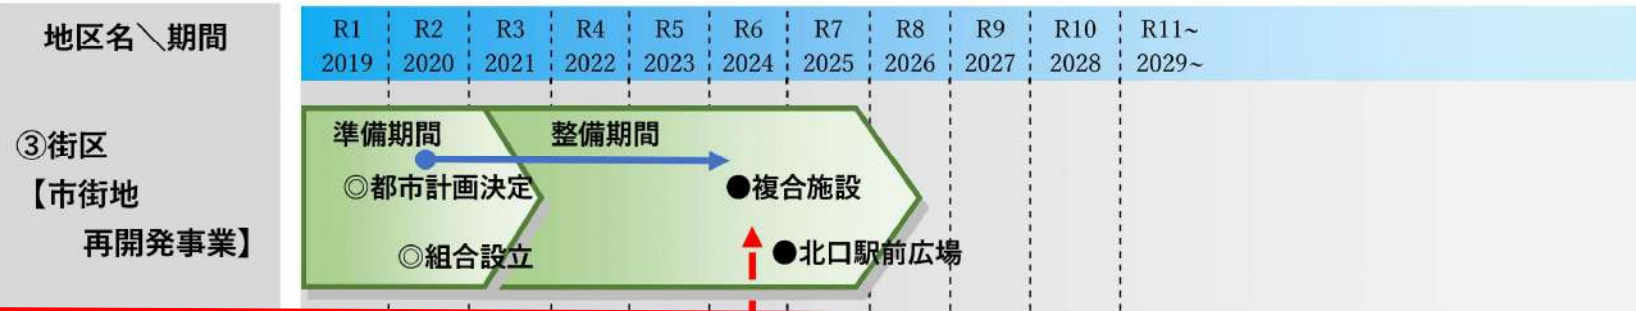 地区名＼期間
R1 R2 R3 R4 R5 R6 R7 R8 R9 R10 R11~
2019 2020 2021 2022 2023 2024 2025 2026 2027 2028 2029~
③街区
【市街地
再開発事業】
準備期間 整備期間
◎都市計画決定 ●複合施設
◎組合設立 ●北口駅前広場